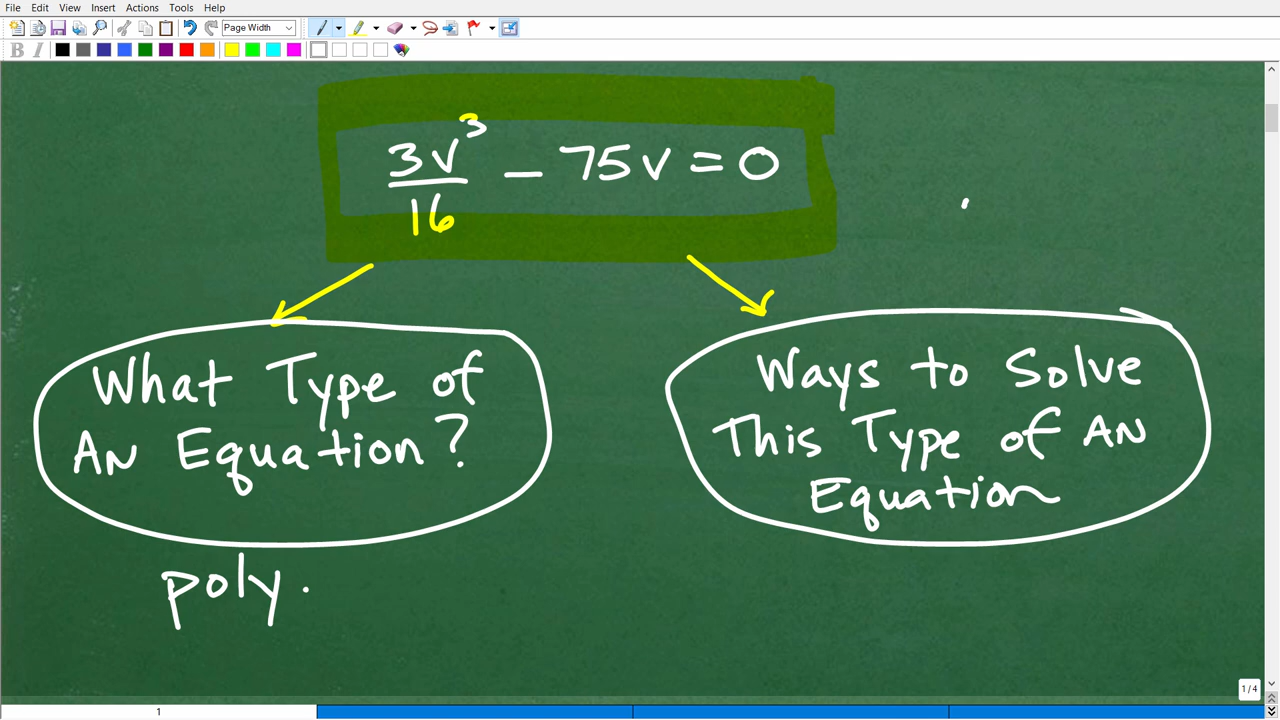 File Edit View Insert Actions Tools Help
Page Width
B I
3v³/16 – 75v = 0
What Type of
An Equation?
Ways to Solve
This Type of An
Equation
poly.
1 / 4
1